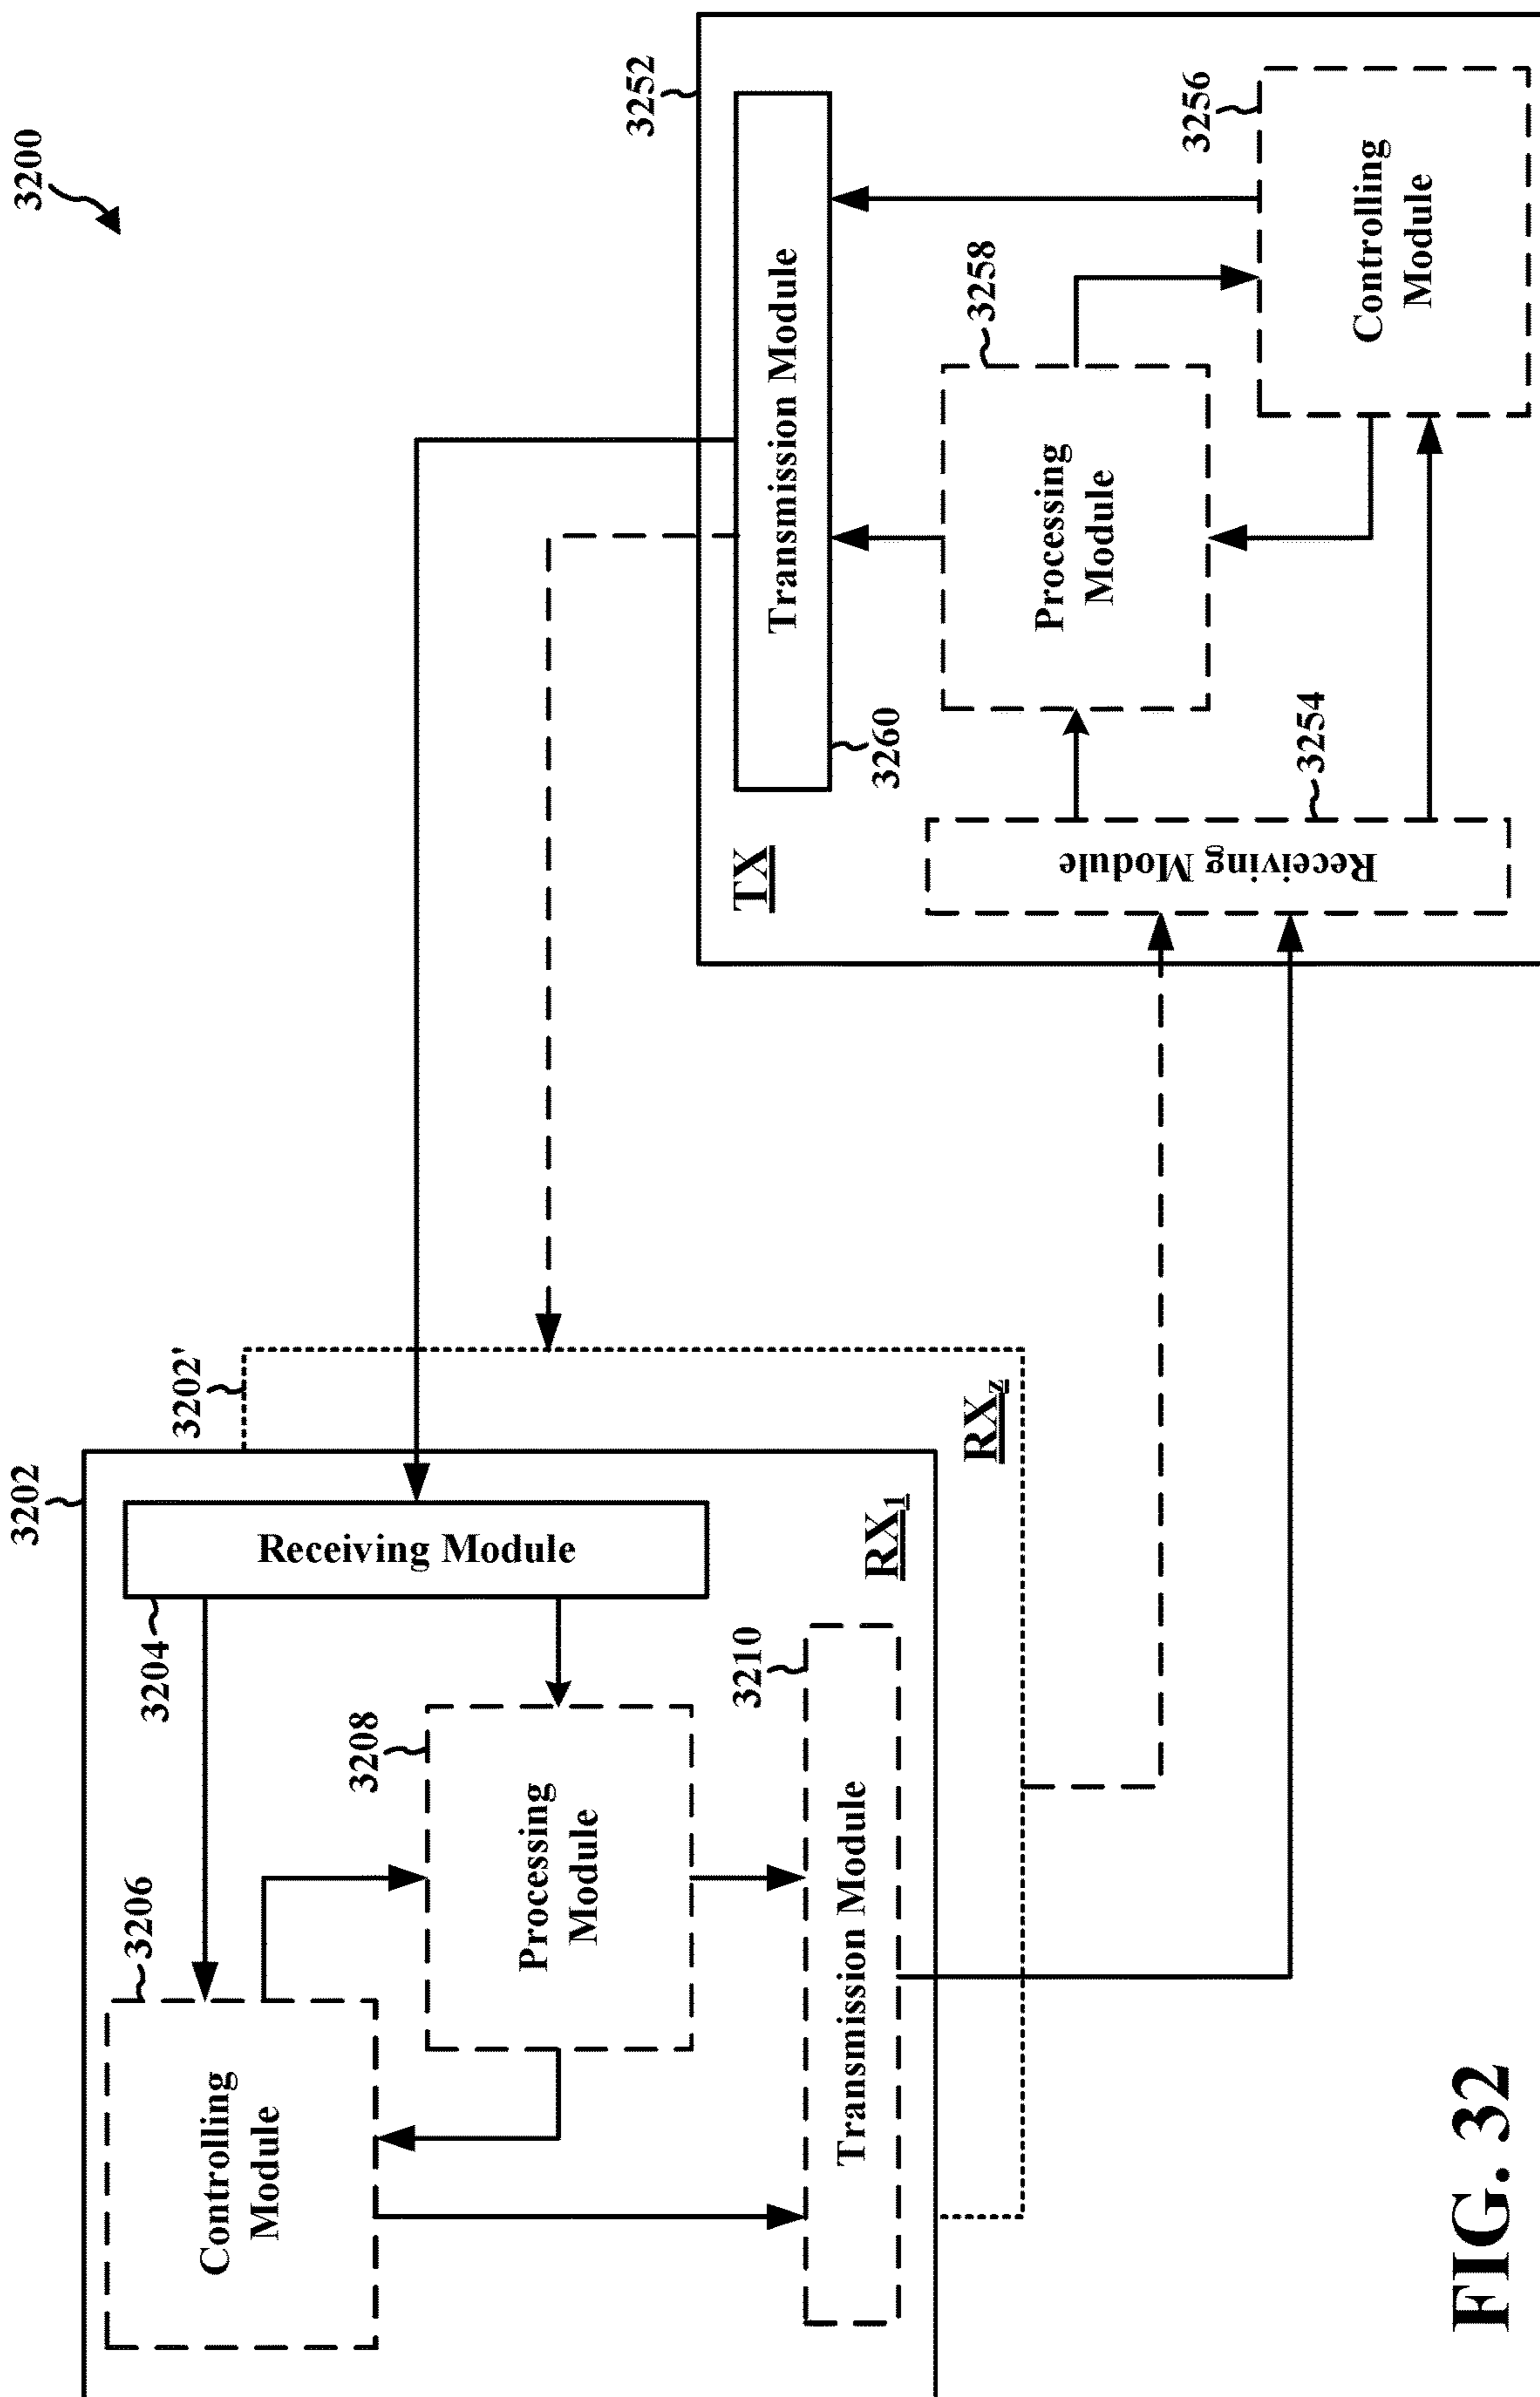 3200
3202
3202'
3204
Receiving Module
3206
Controlling
Module
3208
Processing
Module
3210
Transmission Module
RX1
RXz
3252
TX
Transmission Module
3260
3258
Processing
Module
3256
Controlling
Module
3254
Receiving Module
FIG. 32